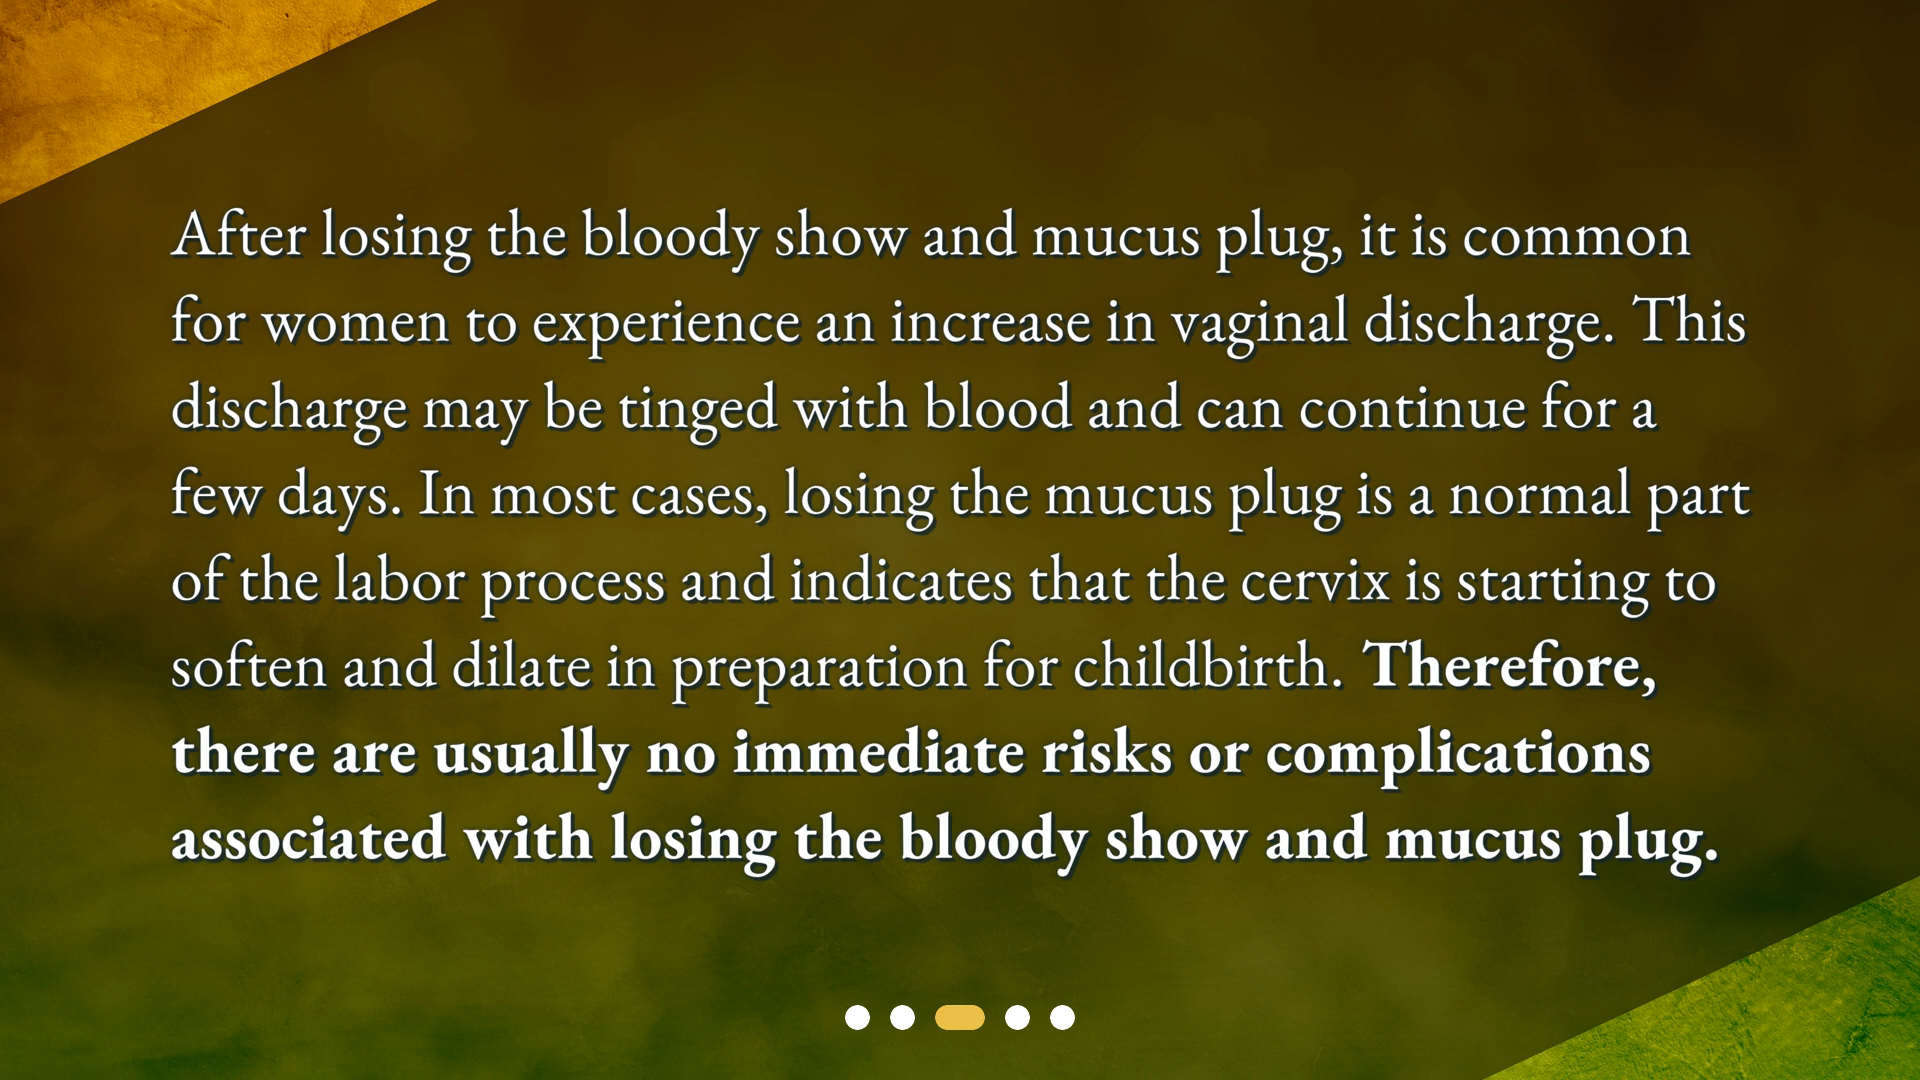 After losing the bloody show and mucus plug, it is common
for women to experience an increase in vaginal discharge. This
discharge may be tinged with blood and can continue for a
few days. In most cases, losing the mucus plug is a normal part
of the labor process and indicates that the cervix is starting to
soften and dilate in preparation for childbirth. Therefore,
there are usually no immediate risks or complications
associated with losing the bloody show and mucus plug.